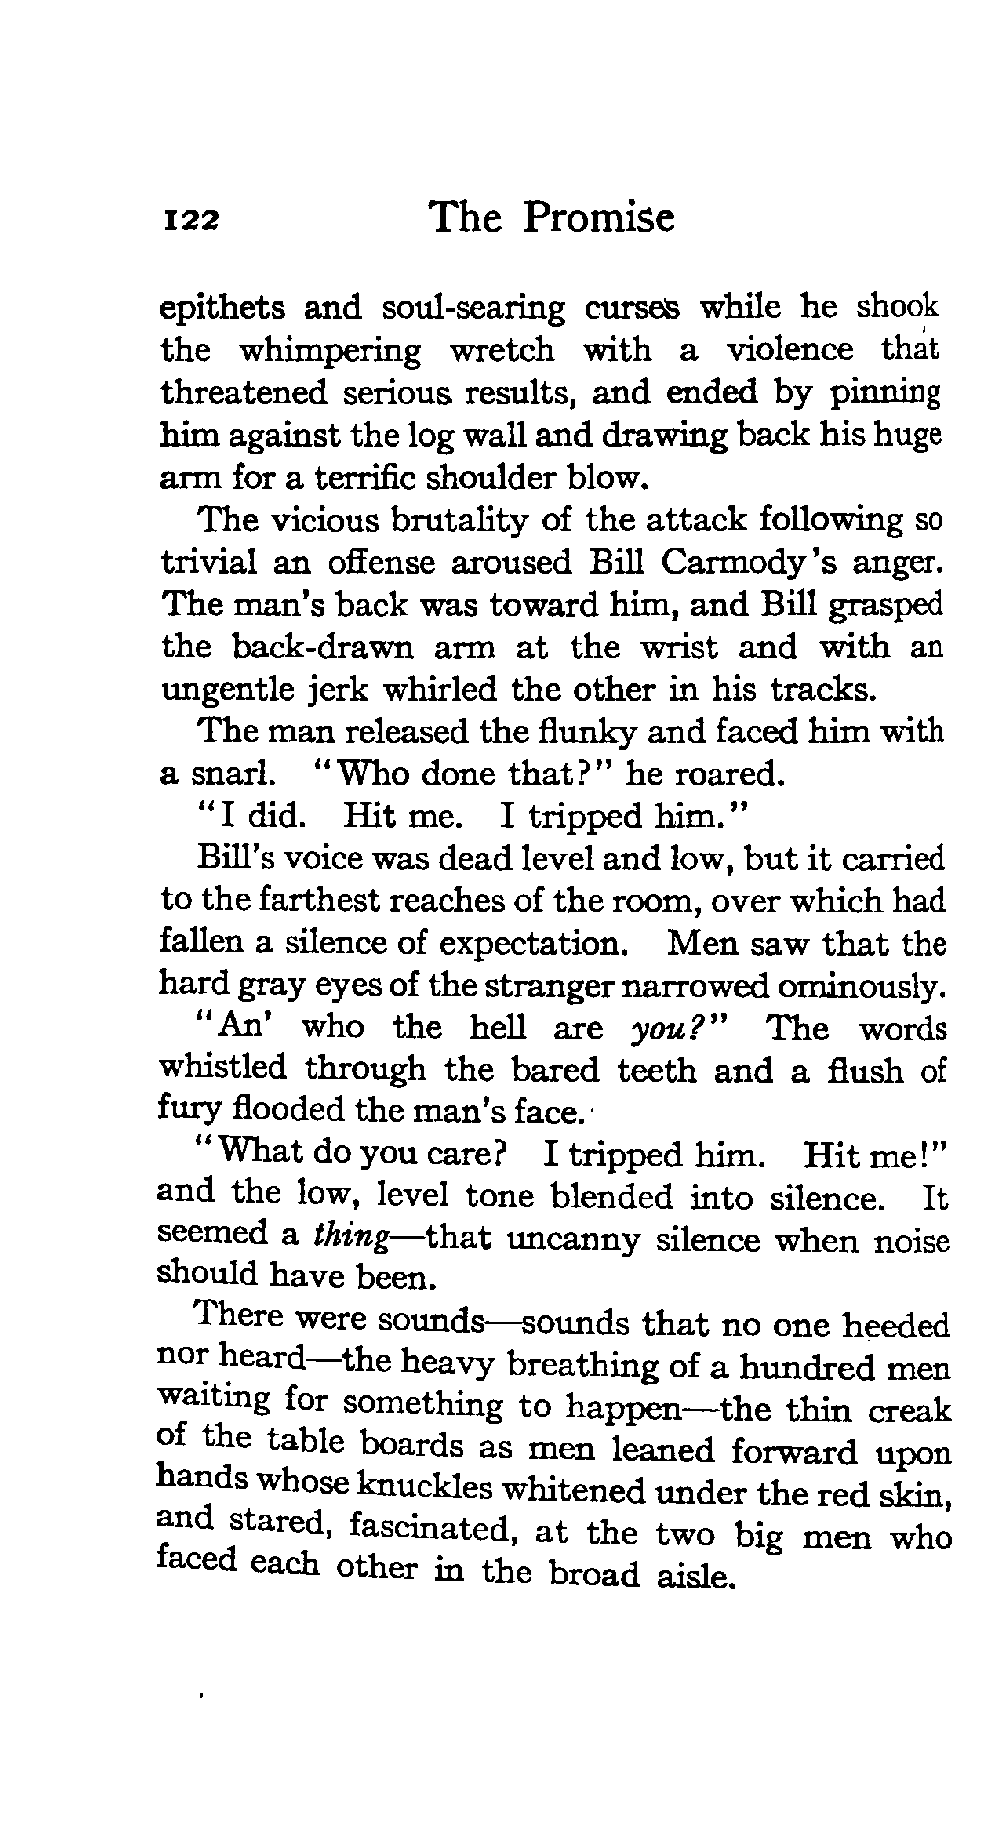 122 The Promise
epithets and soul-searing curses while he shook
the whimpering wretch with a violence that
threatened serious results, and ended by pinning
him against the log wall and drawing back his huge
arm for a terrific shoulder blow.
The vicious brutality of the attack following so
trivial an offense aroused Bill Carmody's anger.
The man's back was toward him, and Bill grasped
the back-drawn arm at the wrist and with an
ungentle jerk whirled the other in his tracks.
The man released the flunky and faced him with
a snarl. "Who done that?" he roared.
"I did. Hit me. I tripped him."
Bill's voice was dead level and low, but it carried
to the farthest reaches of the room, over which had
fallen a silence of expectation. Men saw that the
hard gray eyes of the stranger narrowed ominously.
"An' who the hell are you?" The words
whistled through the bared teeth and a flush of
fury flooded the man's face.
"What do you care? I tripped him. Hit me!"
and the low, level tone blended into silence. It
seemed a thing—that uncanny silence when noise
should have been.
There were sounds—sounds that no one heeded
nor heard—the heavy breathing of a hundred men
waiting for something to happen—the thin creak
of the table boards as men leaned forward upon
hands whose knuckles whitened under the red skin,
and stared, fascinated, at the two big men who
faced each other in the broad aisle.